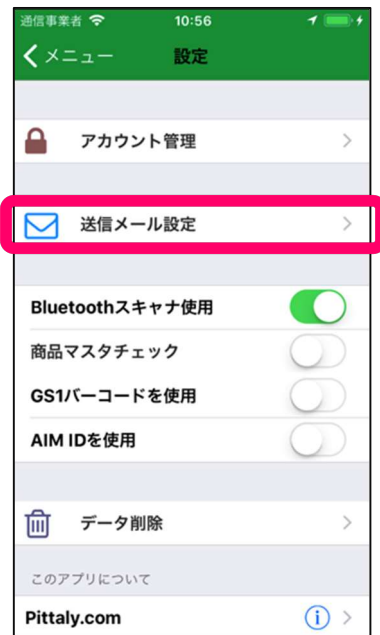 通信事業者 10:56
メニュー 設定
アカウント管理
送信メール設定
Bluetoothスキャナ使用
商品マスタチェック
GS1バーコードを使用
AIM IDを使用
データ削除
このアプリについて
Pittaly.com